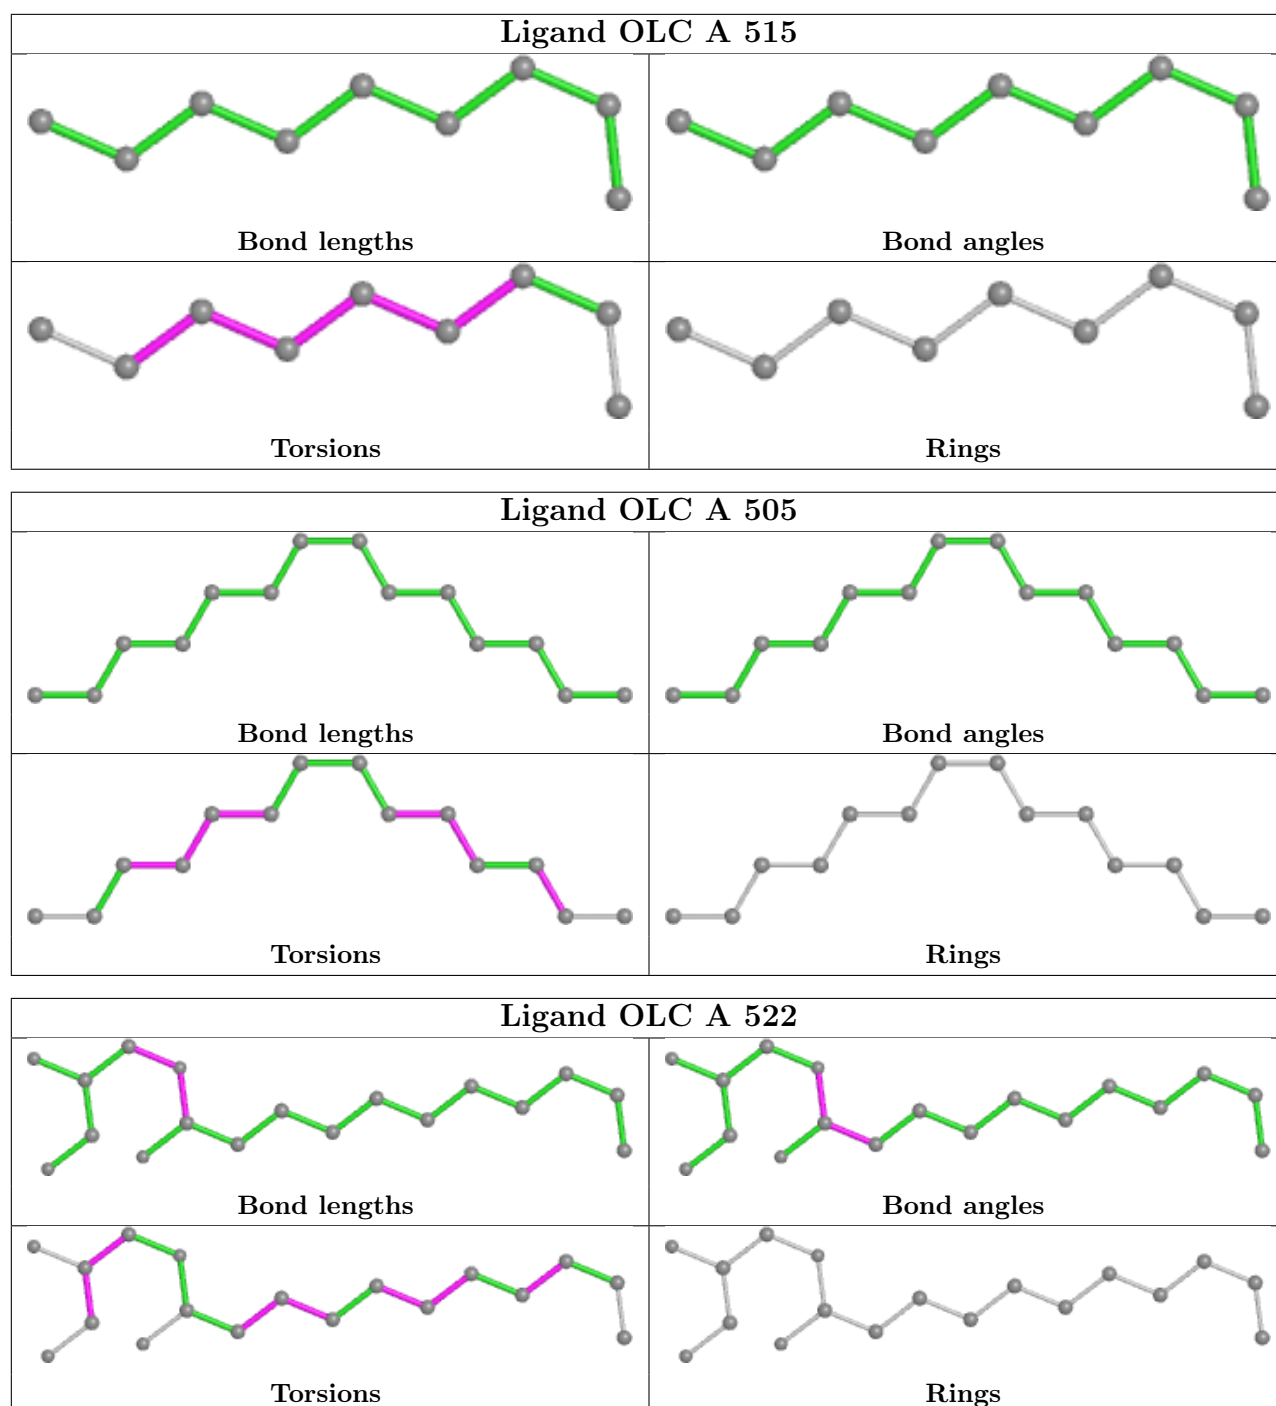 Ligand OLC A 515
Bond lengths
Bond angles
Torsions
Rings
Ligand OLC A 505
Bond lengths
Bond angles
Torsions
Rings
Ligand OLC A 522
Bond lengths
Bond angles
Torsions
Rings